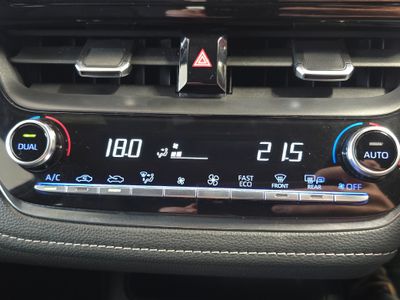 DUAL 18.0 21.5 AUTO
A/C FAST ECO FRONT REAR OFF